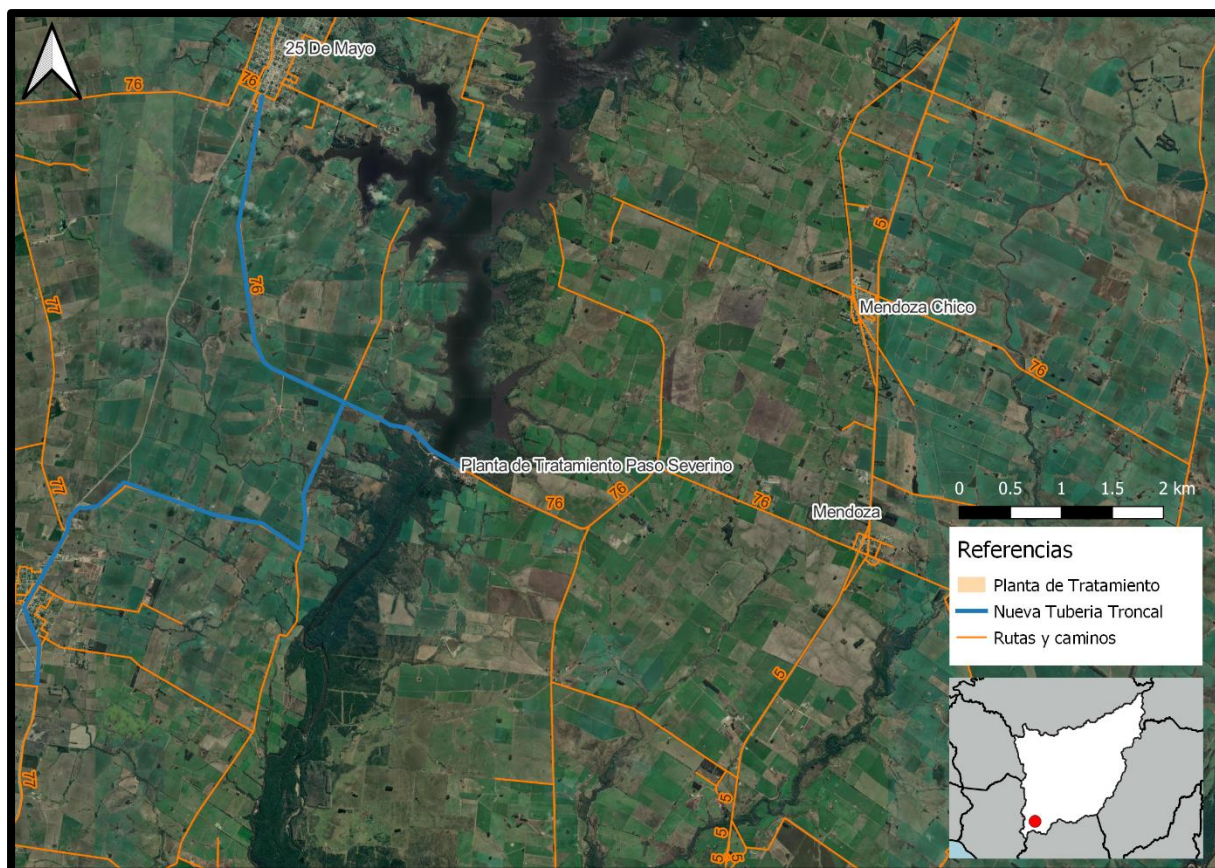 25 De Mayo
76
76
76
5
77
Mendoza Chico
76
77
Planta de Tratamiento Paso Severino
76
76
76
Mendoza
0 0.5 1 1.5 2 km
Referencias
Planta de Tratamiento
Nueva Tuberia Troncal
Rutas y caminos
5
77
5
5
5
5